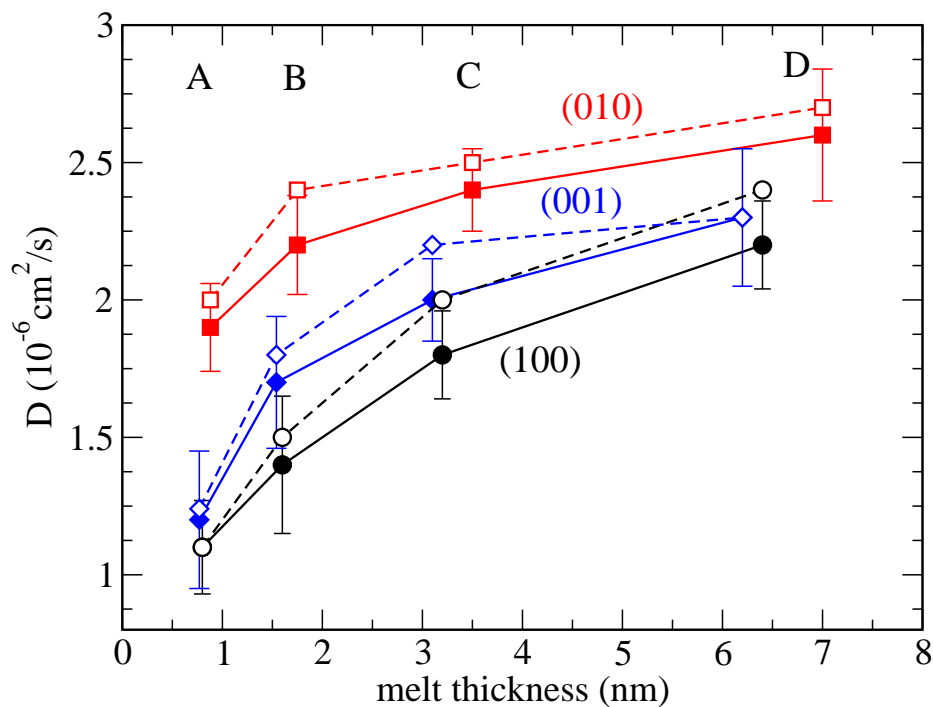 3
A
B
C
D
(010)
2.5
(001)
2
(100)
1.5
1
D (10⁻⁶cm²/s)
0 1 2 3 4 5 6 7 8
melt thickness (nm)